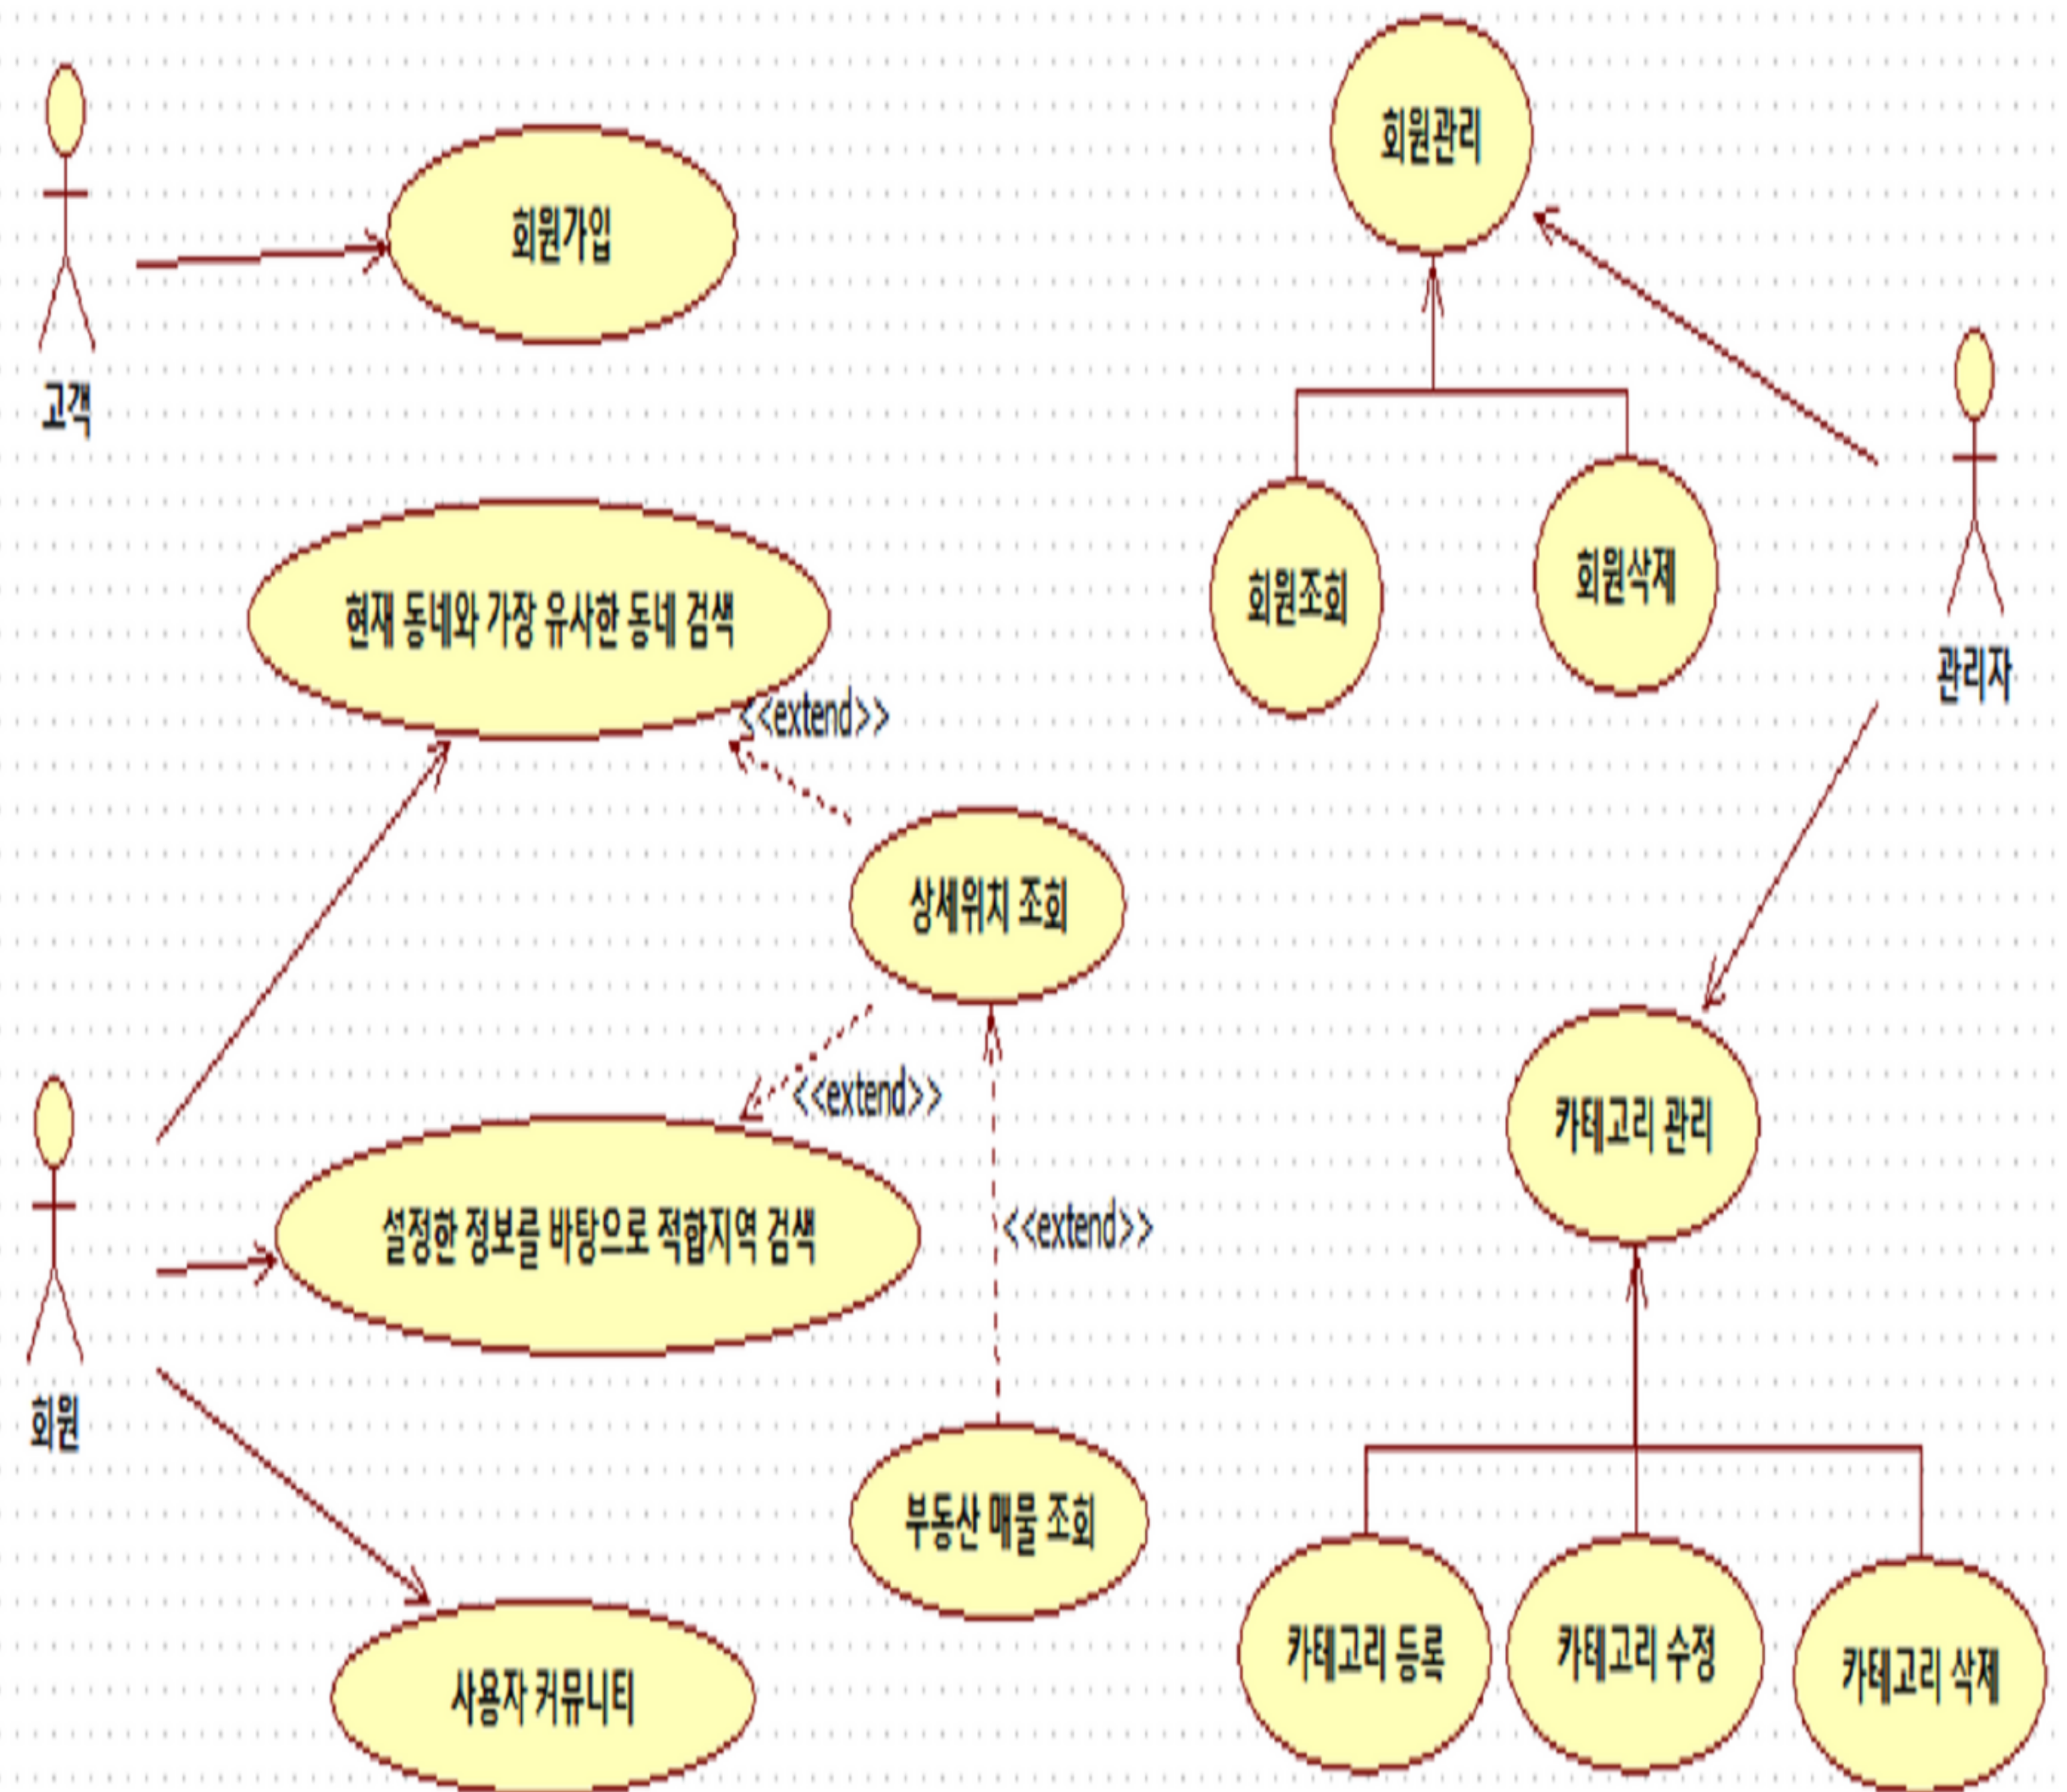 회원관리
회원가입
고객
현재 동네와 가장 유사한 동네 검색
회원조회
회원삭제
관리자
<<extend>>
상세위치 조회
<<extend>>
카테고리 관리
설정한 정보를 바탕으로 적합지역 검색
<<extend>>
회원
부동산 매물 조회
사용자 커뮤니티
카테고리 등록
카테고리 수정
카테고리 삭제